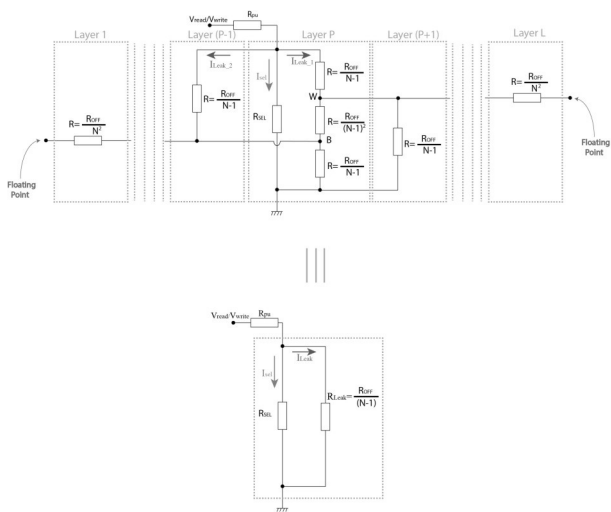 Layer 1
Layer (P-1)
Layer P
Layer (P+1)
Layer L
Vread/Vwrite
Rpu
ILeak_2
ILeak_1
Isel
R= ROFF / N-1
W
R= ROFF / N-1
RSEL
R= ROFF / (N-1)²
B
R= ROFF / N-1
R= ROFF / N-1
R= ROFF / N²
R= ROFF / N²
Floating
Point
Floating
Point
Vread/Vwrite
Rpu
ILeak
Isel
RSEL
RLeak= ROFF / (N-1)